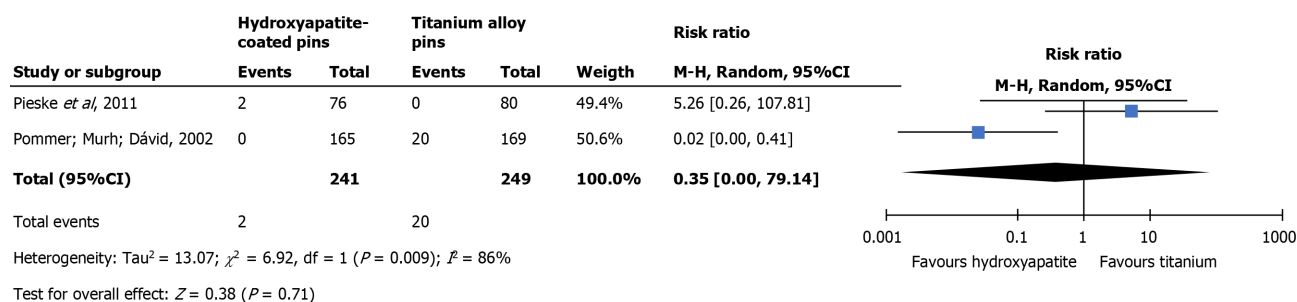 Hydroxyapatite-coated pins Titanium alloy pins Risk ratio Risk ratio
Study or subgroup Events Total Events Total Weigth M-H, Random, 95%CI M-H, Random, 95%CI
Pieske et al, 2011 2 76 0 80 49.4% 5.26 [0.26, 107.81]
Pommer; Murh; Dávid, 2002 0 165 20 169 50.6% 0.02 [0.00, 0.41]
Total (95%CI) 241 249 100.0% 0.35 [0.00, 79.14]
Total events 2 20
Heterogeneity: Tau² = 13.07; χ² = 6.92, df = 1 (P = 0.009); I² = 86%
Test for overall effect: Z = 0.38 (P = 0.71)
0.001 0.1 1 10 1000
Favours hydroxyapatite Favours titanium